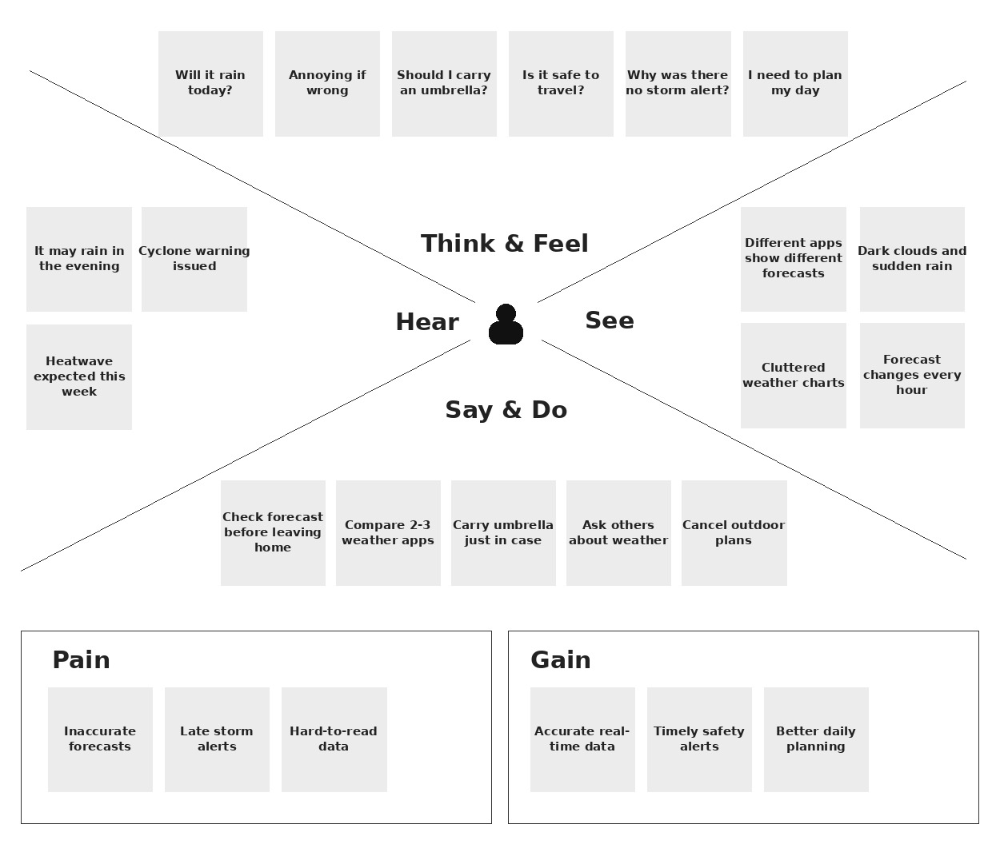 Will it rain
today?
Annoying if
wrong
Should I carry
an umbrella?
Is it safe to
travel?
Why was there
no storm alert?
I need to plan
my day
Think & Feel
It may rain in
the evening
Cyclone warning
issued
Heatwave
expected this
week
Hear
See
Different apps
show different
forecasts
Dark clouds and
sudden rain
Cluttered
weather charts
Forecast
changes every
hour
Say & Do
Check forecast
before leaving
home
Compare 2-3
weather apps
Carry umbrella
just in case
Ask others
about weather
Cancel outdoor
plans
Pain
Inaccurate
forecasts
Late storm
alerts
Hard-to-read
data
Gain
Accurate real-
time data
Timely safety
alerts
Better daily
planning